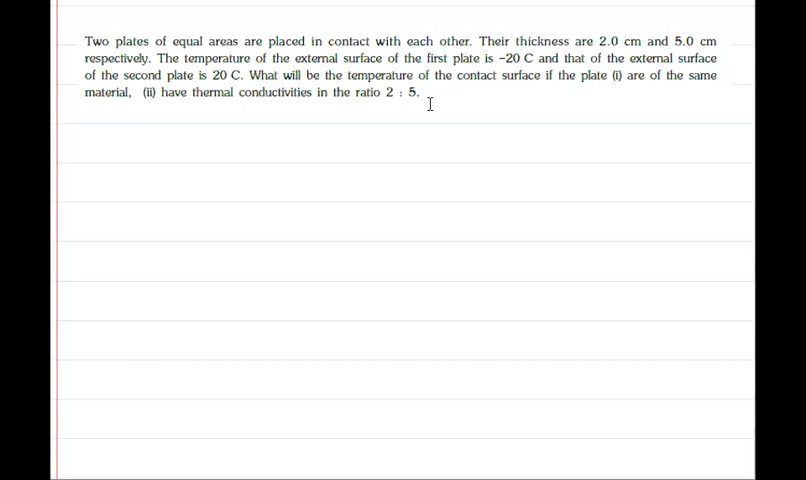 Two plates of equal areas are placed in contact with each other. Their thickness are 2.0 cm and 5.0 cm
respectively. The temperature of the external surface of the first plate is −20 C and that of the external surface
of the second plate is 20 C. What will be the temperature of the contact surface if the plate (i) are of the same
material, (ii) have thermal conductivities in the ratio 2 : 5.